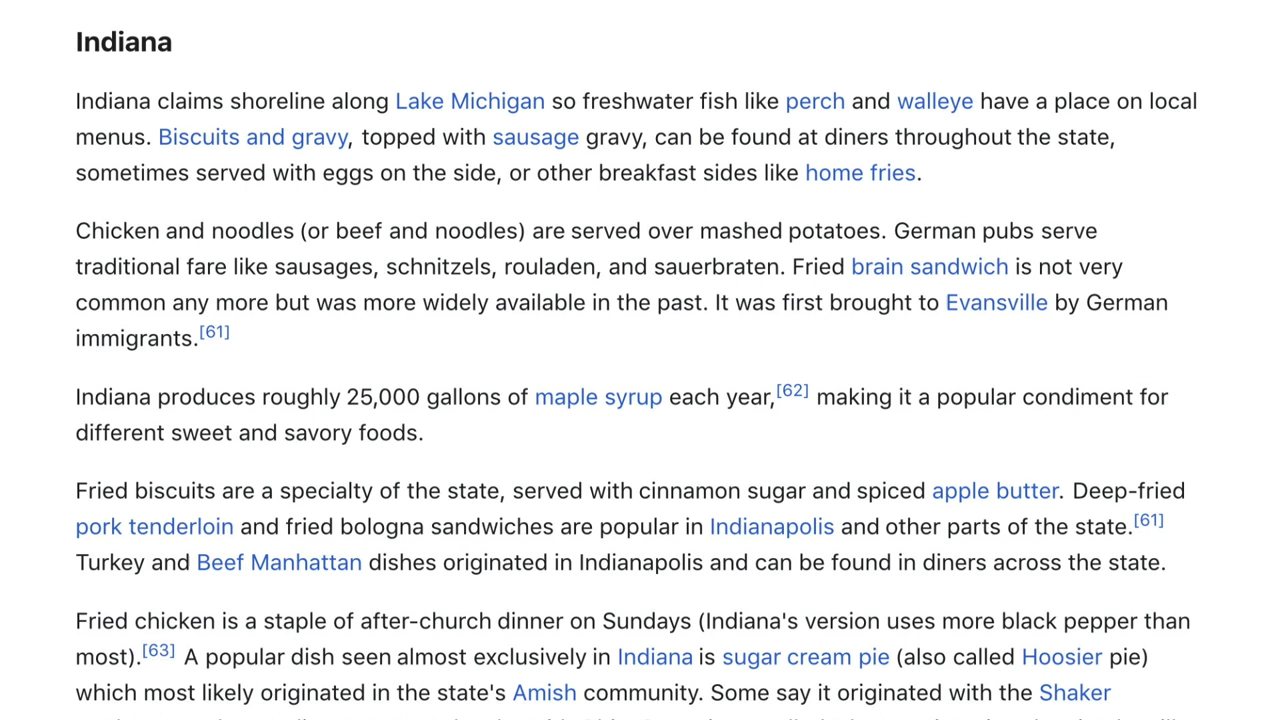 Indiana
Indiana claims shoreline along Lake Michigan so freshwater fish like perch and walleye have a place on local
menus. Biscuits and gravy, topped with sausage gravy, can be found at diners throughout the state,
sometimes served with eggs on the side, or other breakfast sides like home fries.
Chicken and noodles (or beef and noodles) are served over mashed potatoes. German pubs serve
traditional fare like sausages, schnitzels, rouladen, and sauerbraten. Fried brain sandwich is not very
common any more but was more widely available in the past. It was first brought to Evansville by German
immigrants.[61]
Indiana produces roughly 25,000 gallons of maple syrup each year,[62] making it a popular condiment for
different sweet and savory foods.
Fried biscuits are a specialty of the state, served with cinnamon sugar and spiced apple butter. Deep-fried
pork tenderloin and fried bologna sandwiches are popular in Indianapolis and other parts of the state.[61]
Turkey and Beef Manhattan dishes originated in Indianapolis and can be found in diners across the state.
Fried chicken is a staple of after-church dinner on Sundays (Indiana's version uses more black pepper than
most).[63] A popular dish seen almost exclusively in Indiana is sugar cream pie (also called Hoosier pie)
which most likely originated in the state's Amish community. Some say it originated with the Shaker